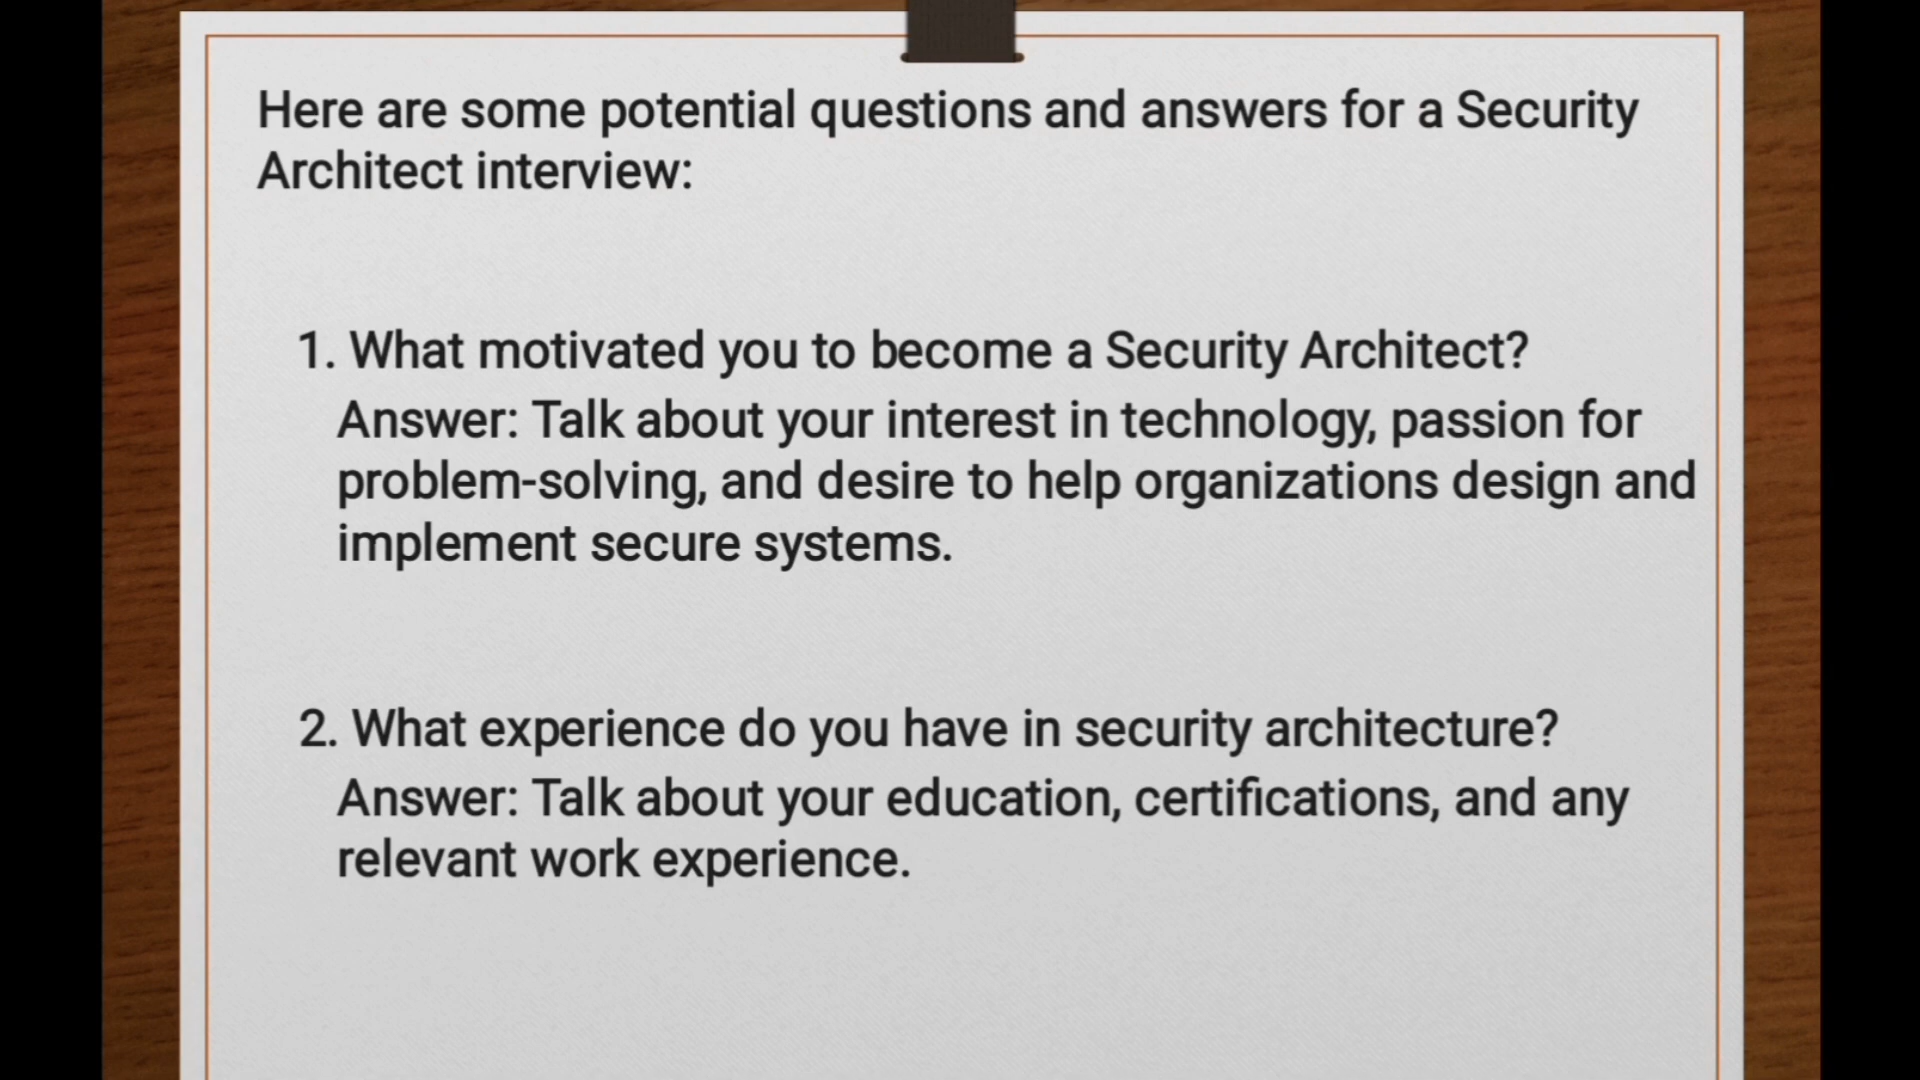 Here are some potential questions and answers for a Security
Architect interview:
1. What motivated you to become a Security Architect?
Answer: Talk about your interest in technology, passion for
problem-solving, and desire to help organizations design and
implement secure systems.
2. What experience do you have in security architecture?
Answer: Talk about your education, certifications, and any
relevant work experience.